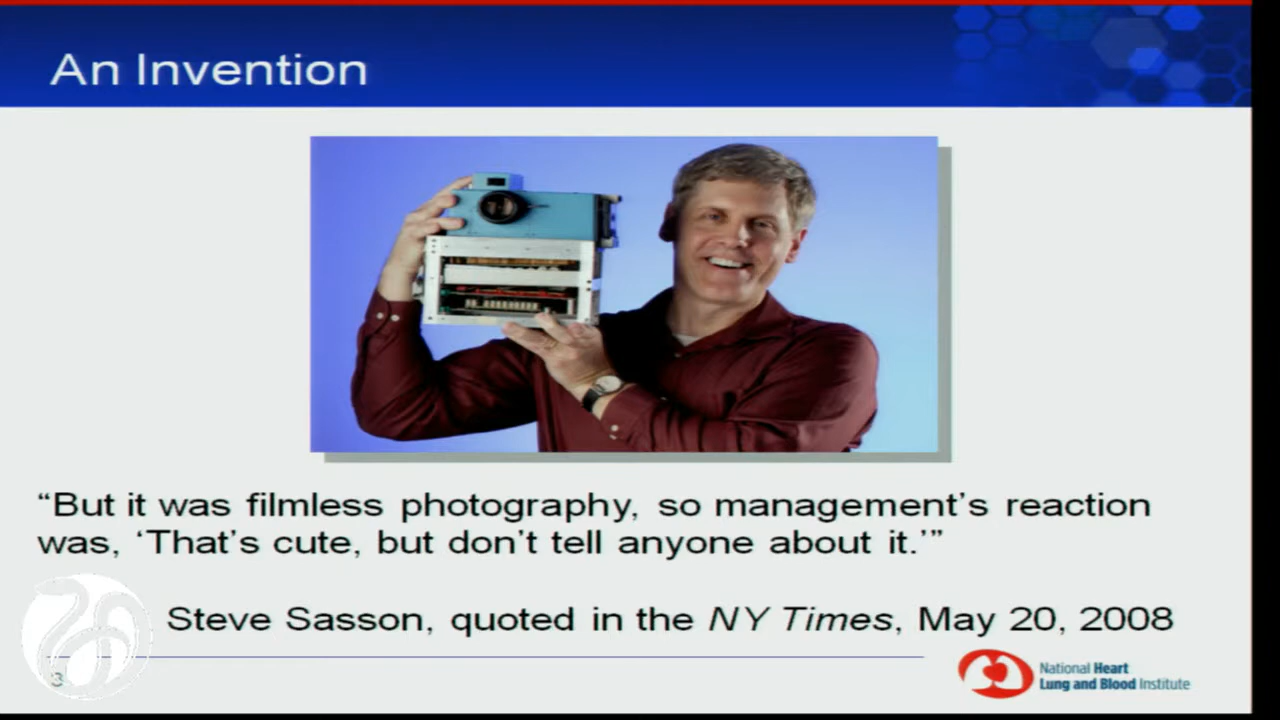 An Invention
“But it was filmless photography, so management’s reaction
was, ‘That’s cute, but don’t tell anyone about it.’”
Steve Sasson, quoted in the NY Times, May 20, 2008
3
National Heart
Lung and Blood Institute